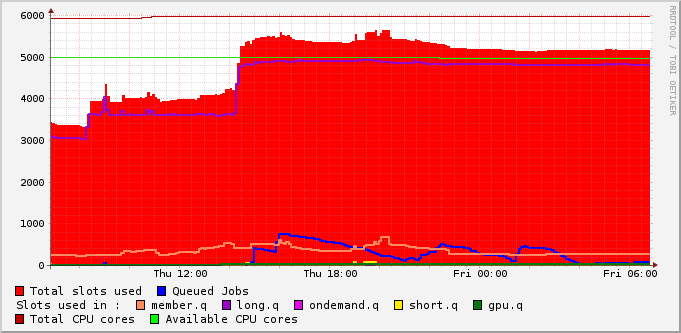 6000
5000
4000
3000
2000
1000
0
Thu 12:00 Thu 18:00 Fri 00:00 Fri 06:00
Total slots used Queued Jobs
Slots used in : member.q long.q ondemand.q short.q gpu.q
Total CPU cores Available CPU cores
RRDTOOL / TOBI OETIKER